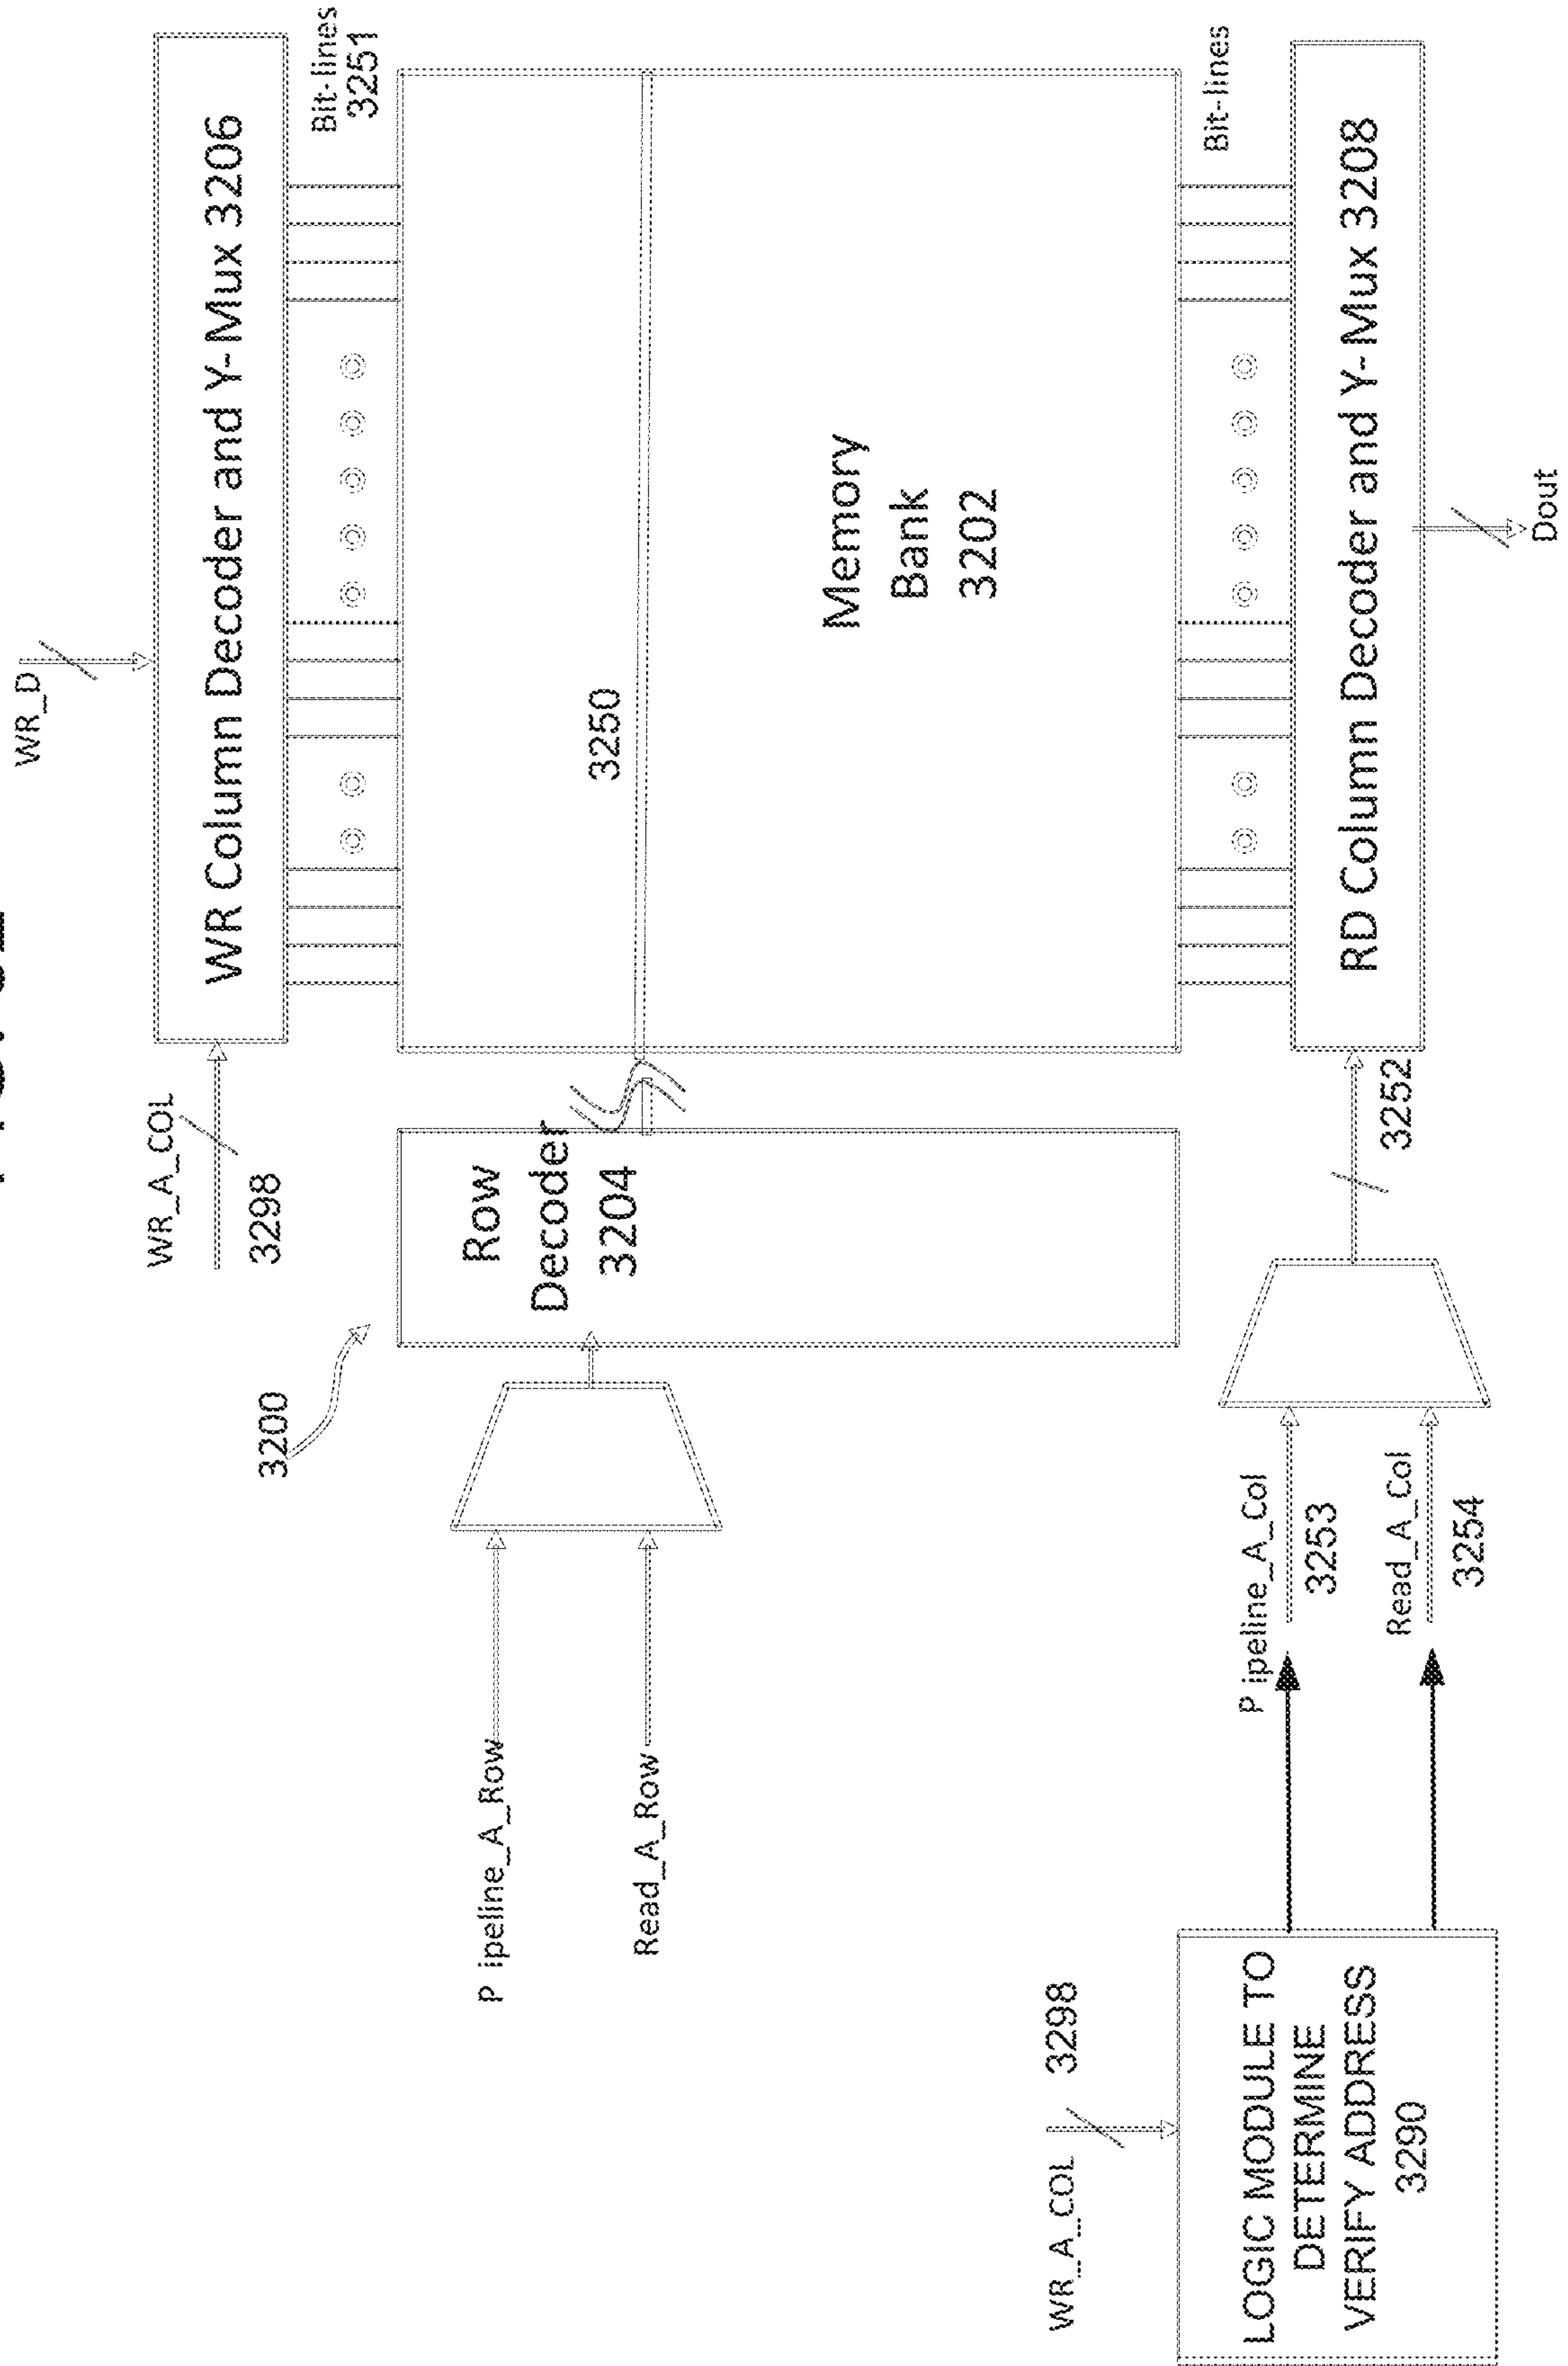 WR_D
WR_A_COL
3298
WR Column Decoder and Y-Mux 3206
Bit-lines
3251
3200
P ipeline_A_Row
Read_A_Row
Row
Decoder
3204
3250
Memory
Bank
3202
Bit-lines
WR_A_COL
3298
LOGIC MODULE TO
DETERMINE
VERIFY ADDRESS
3290
P ipeline_A_Col
3253
Read_A_Col
3254
3252
RD Column Decoder and Y-Mux 3208
Dout